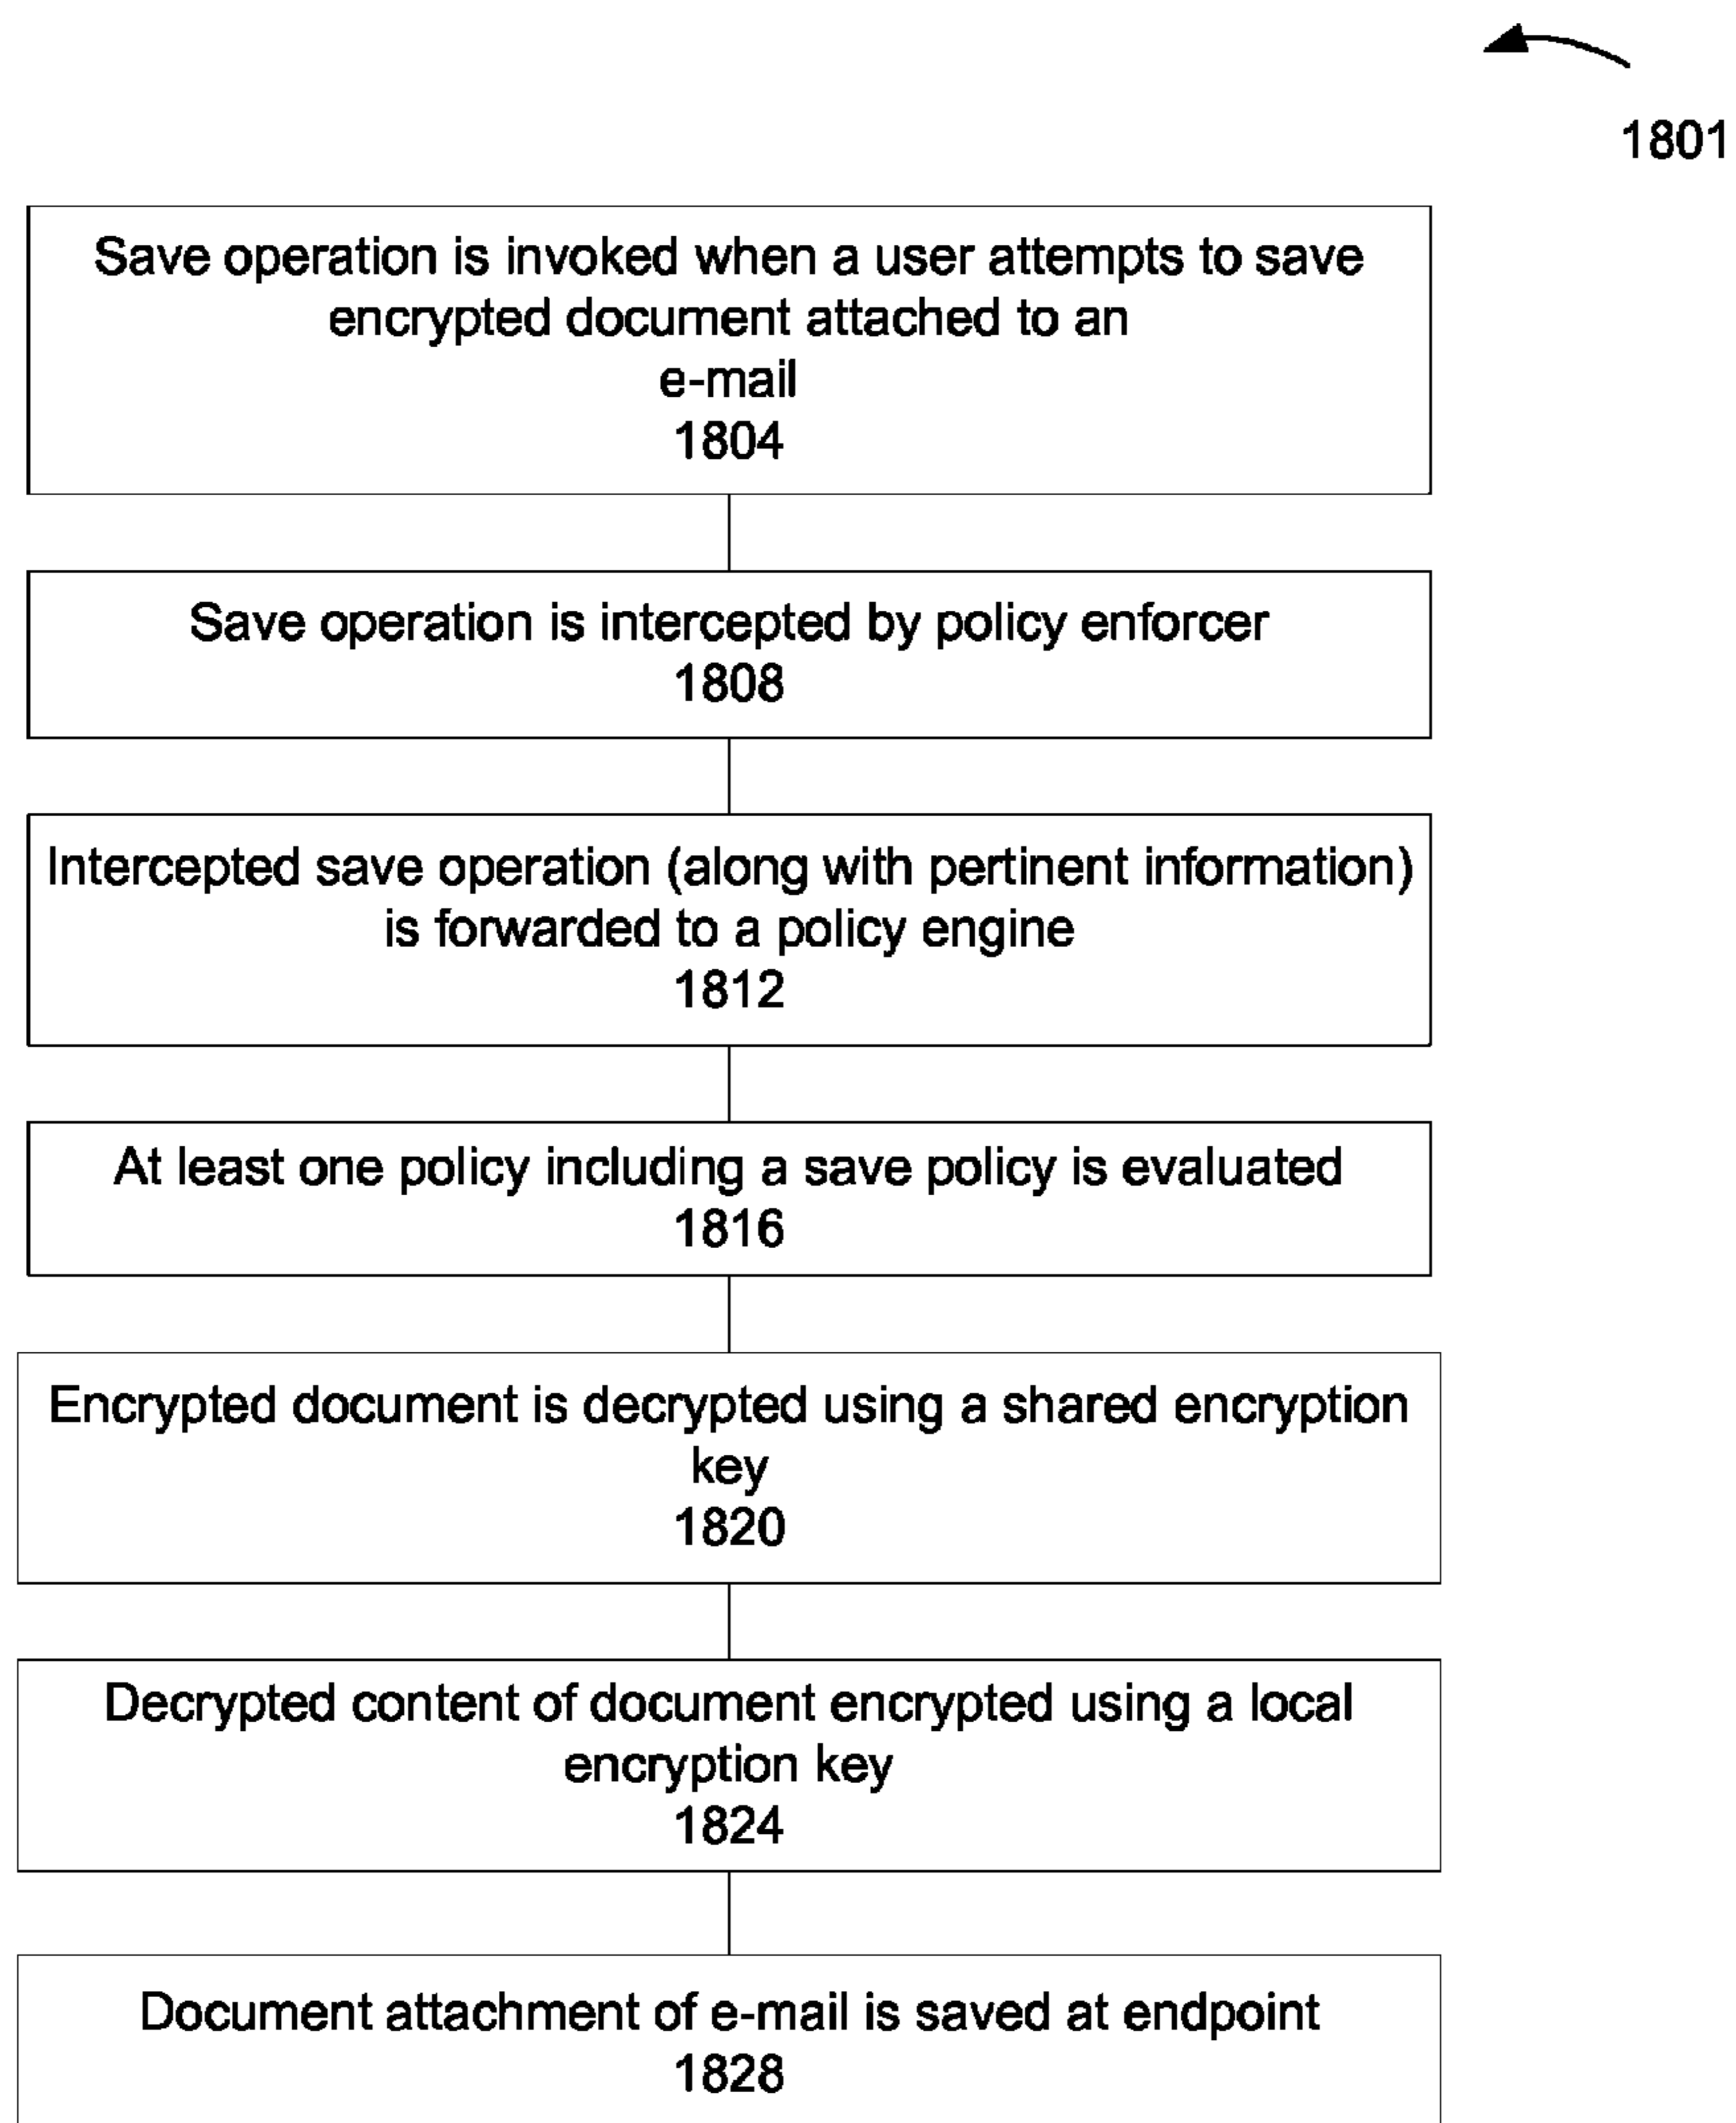 1801
Save operation is invoked when a user attempts to save
encrypted document attached to an
e-mail
1804
Save operation is intercepted by policy enforcer
1808
Intercepted save operation (along with pertinent information)
is forwarded to a policy engine
1812
At least one policy including a save policy is evaluated
1816
Encrypted document is decrypted using a shared encryption
key
1820
Decrypted content of document encrypted using a local
encryption key
1824
Document attachment of e-mail is saved at endpoint
1828